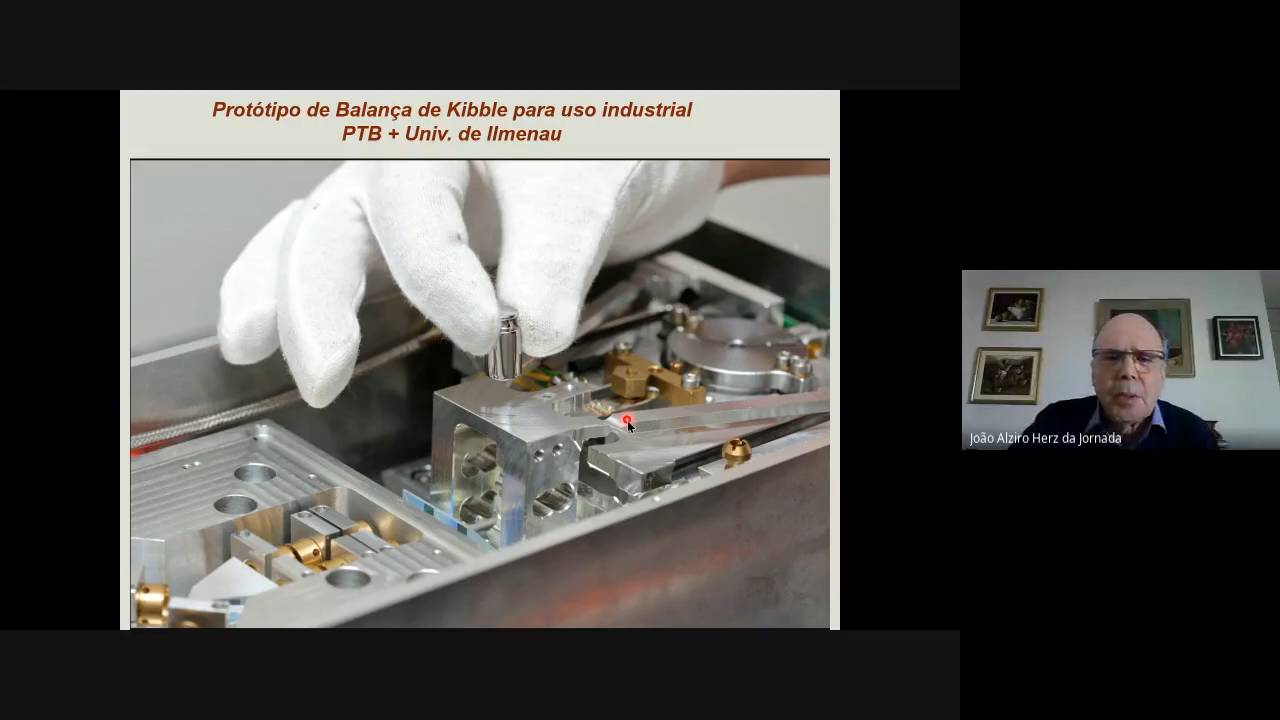 Protótipo de Balança de Kibble para uso industrial
PTB + Univ. de Ilmenau
João Alziro Herz da Jornada